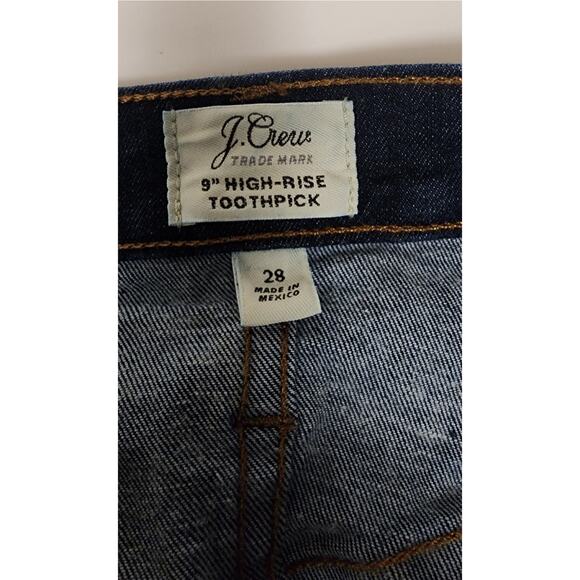 J.Crew
TRADE MARK
9" HIGH-RISE
TOOTHPICK
28
MADE IN
MEXICO